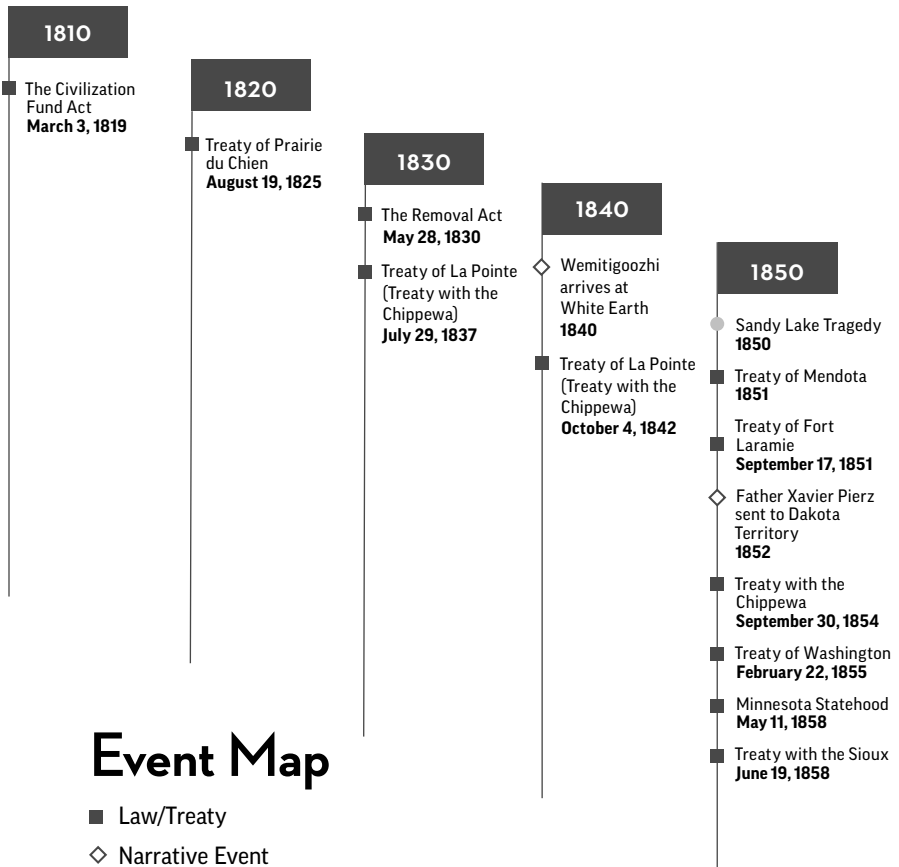 1810
The Civilization
Fund Act
March 3, 1819
1820
Treaty of Prairie
du Chien
August 19, 1825
1830
The Removal Act
May 28, 1830
Treaty of La Pointe
(Treaty with the
Chippewa)
July 29, 1837
1840
Wemitigoozhi
arrives at
White Earth
1840
Treaty of La Pointe
(Treaty with the
Chippewa)
October 4, 1842
1850
Sandy Lake Tragedy
1850
Treaty of Mendota
1851
Treaty of Fort
Laramie
September 17, 1851
Father Xavier Pierz
sent to Dakota
Territory
1852
Treaty with the
Chippewa
September 30, 1854
Treaty of Washington
February 22, 1855
Minnesota Statehood
May 11, 1858
Treaty with the Sioux
June 19, 1858
Event Map
Law/Treaty
Narrative Event